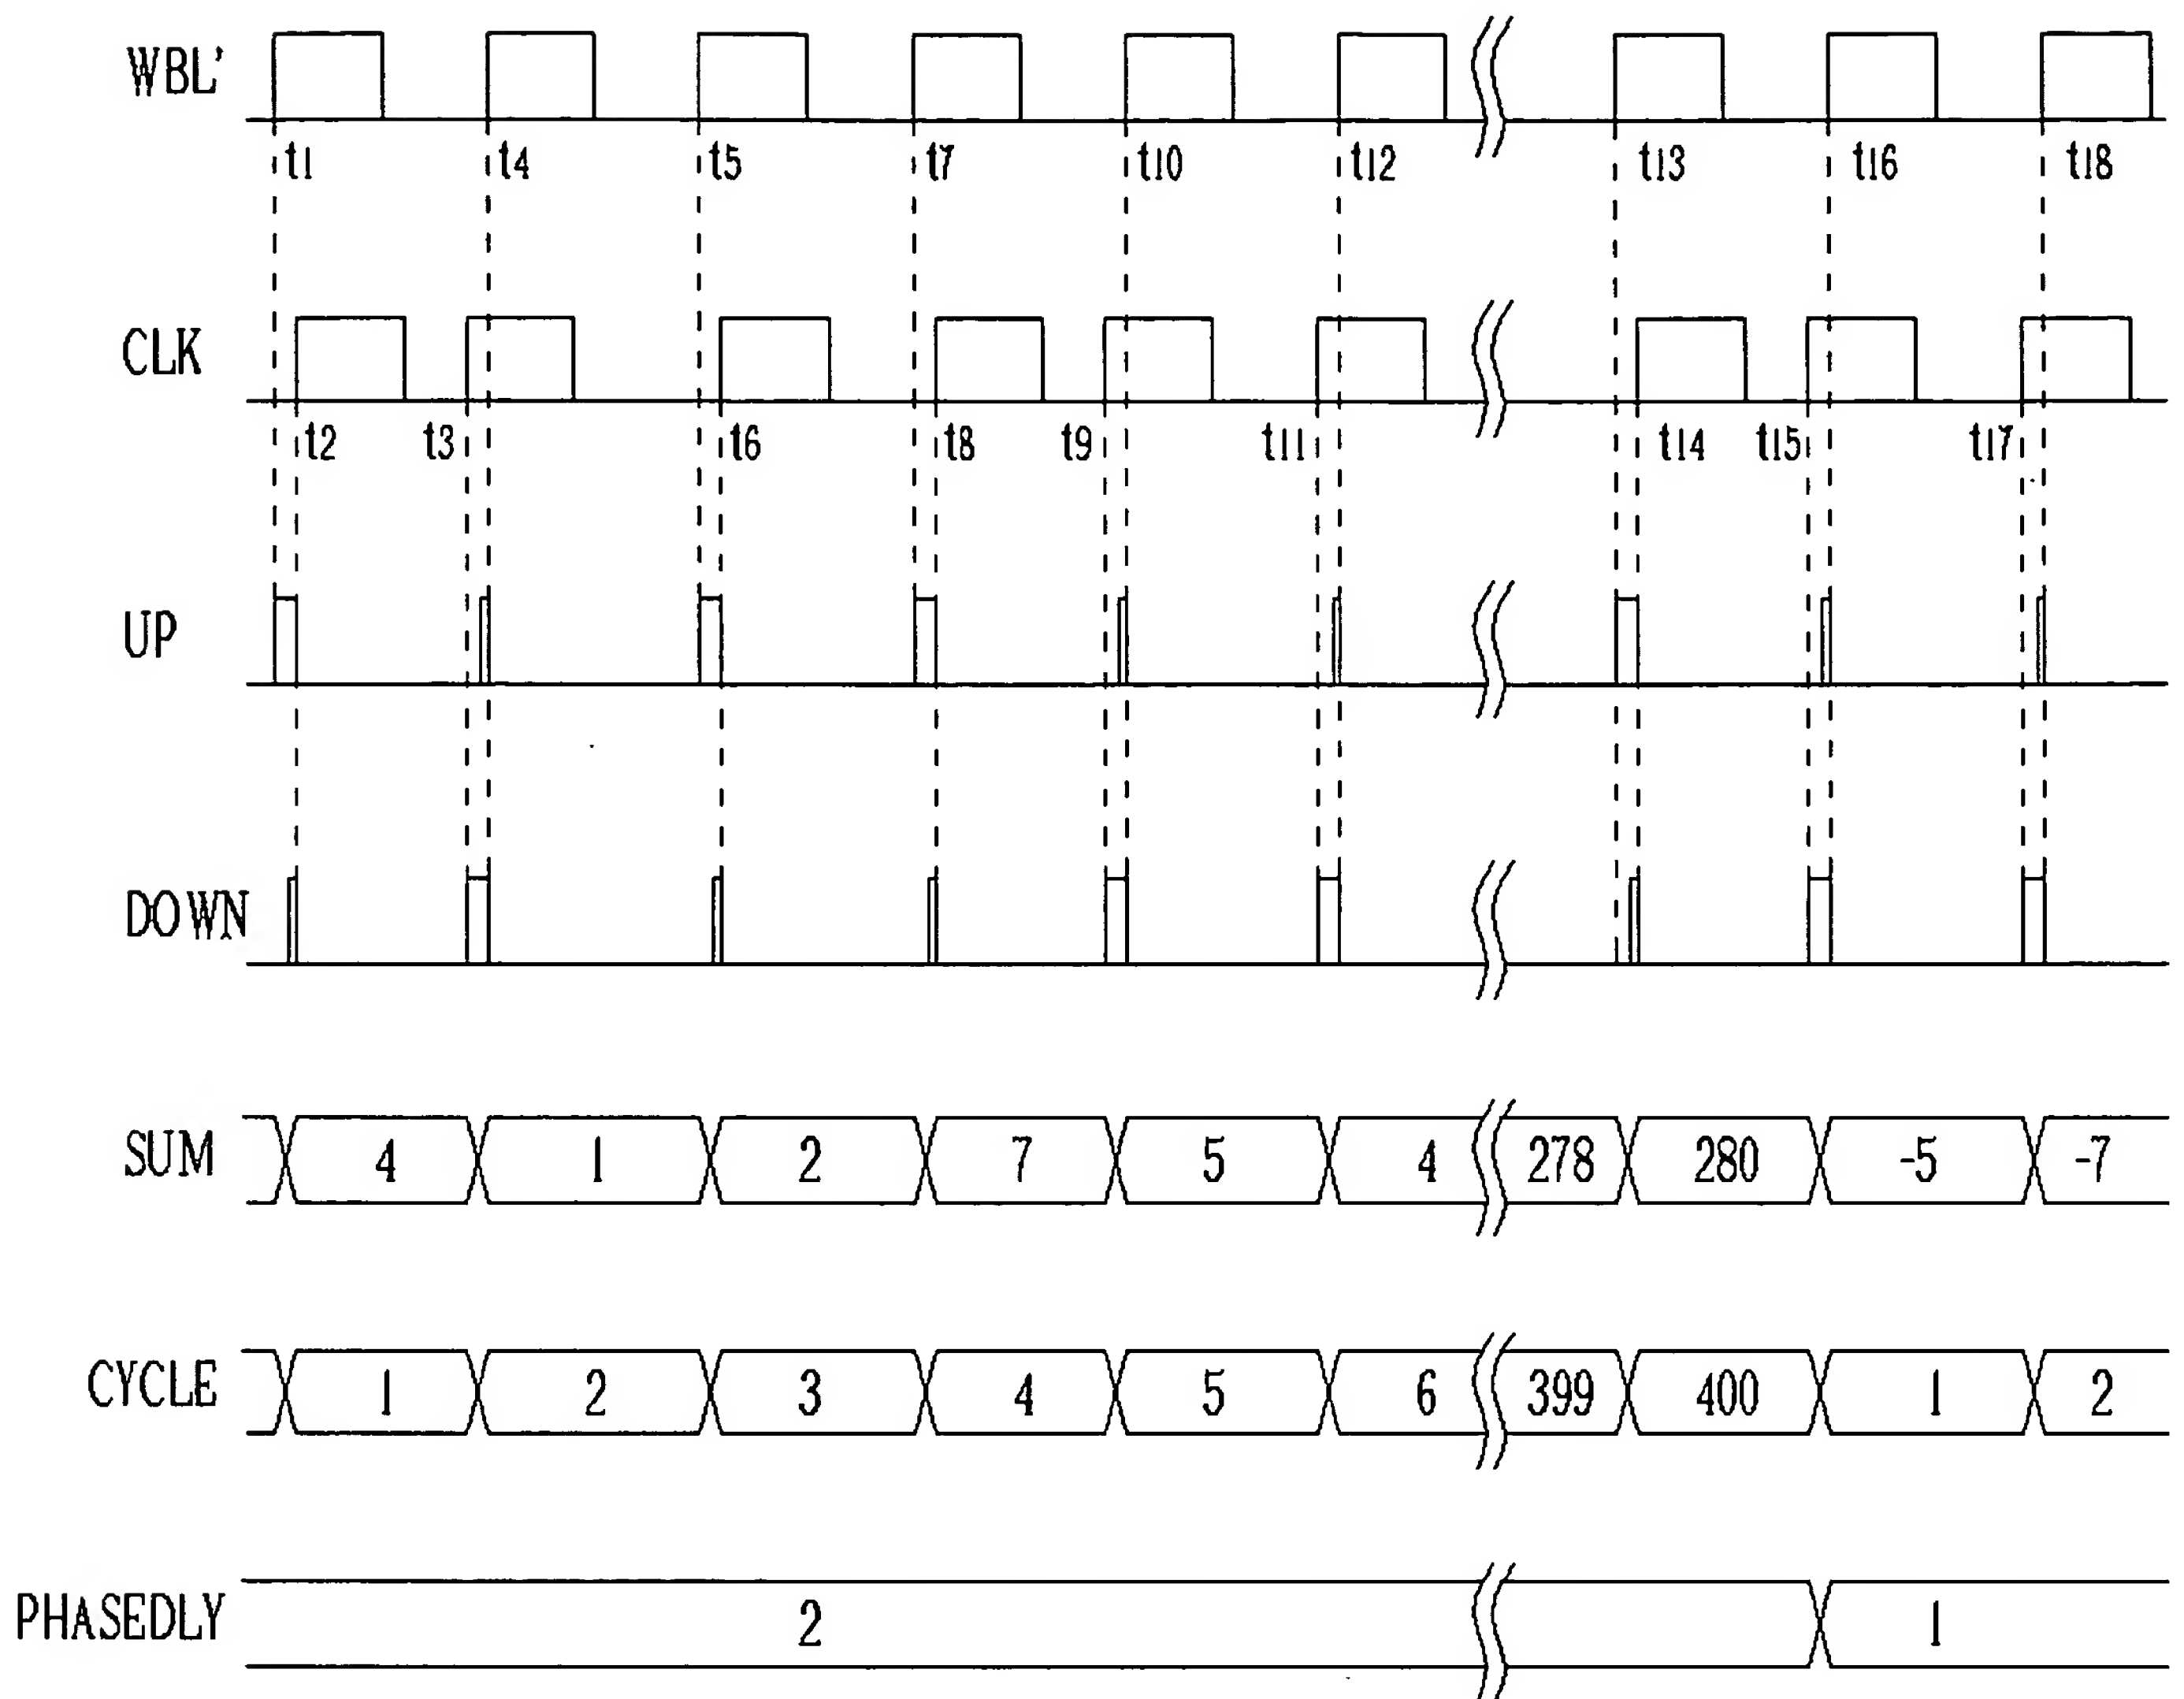 WBL'
t1 t4 t5 t7 t10 t12 t13 t16 t18
CLK
t2 t3 t6 t8 t9 t11 t14 t15 t17
UP
DOWN
SUM 4 1 2 7 5 4 278 280 -5 -7
CYCLE 1 2 3 4 5 6 399 400 1 2
PHASEDLY 2 1